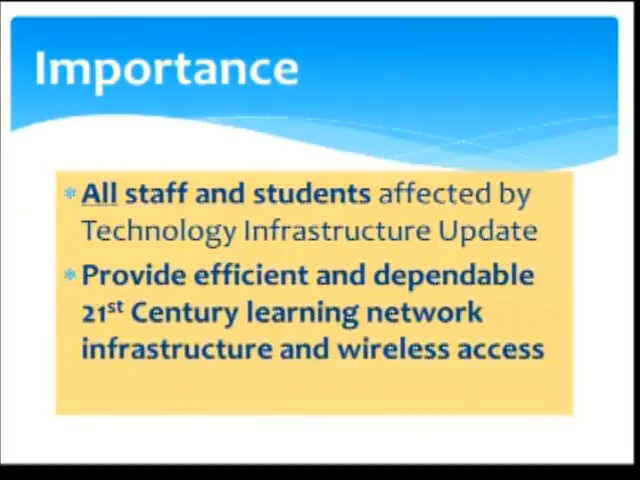 Importance
All staff and students affected by
Technology Infrastructure Update
Provide efficient and dependable
21st Century learning network
infrastructure and wireless access